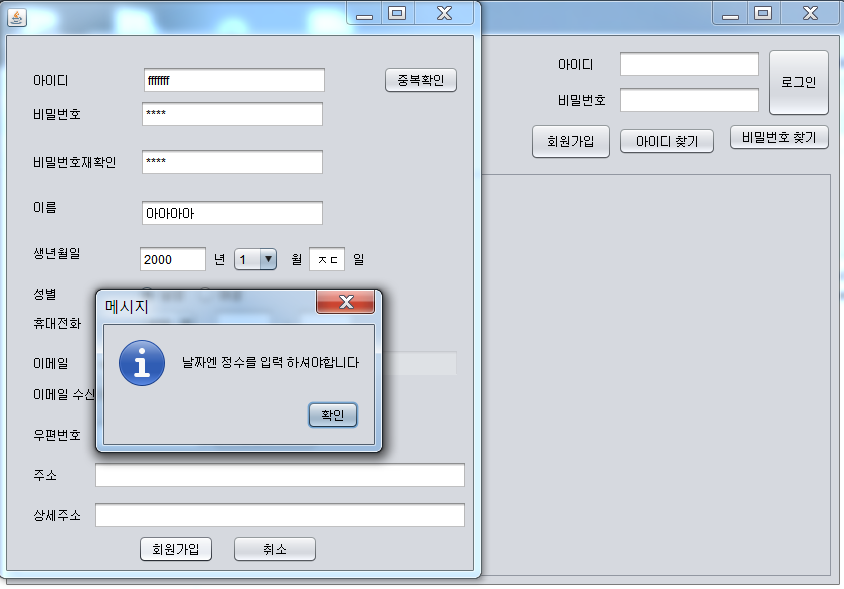 아이디 fffffff 중복확인
비밀번호 ****
비밀번호재확인 ****
이름 아아아아
생년월일 2000 년 1 월 ㅈㄷ 일
성별
휴대전화
이메일
이메일 수신
우편번호
주소
상세주소
회원가입 취소
메시지
날짜엔 정수를 입력 하셔야합니다
확인
아이디
비밀번호
로그인
회원가입 아이디 찾기 비밀번호 찾기